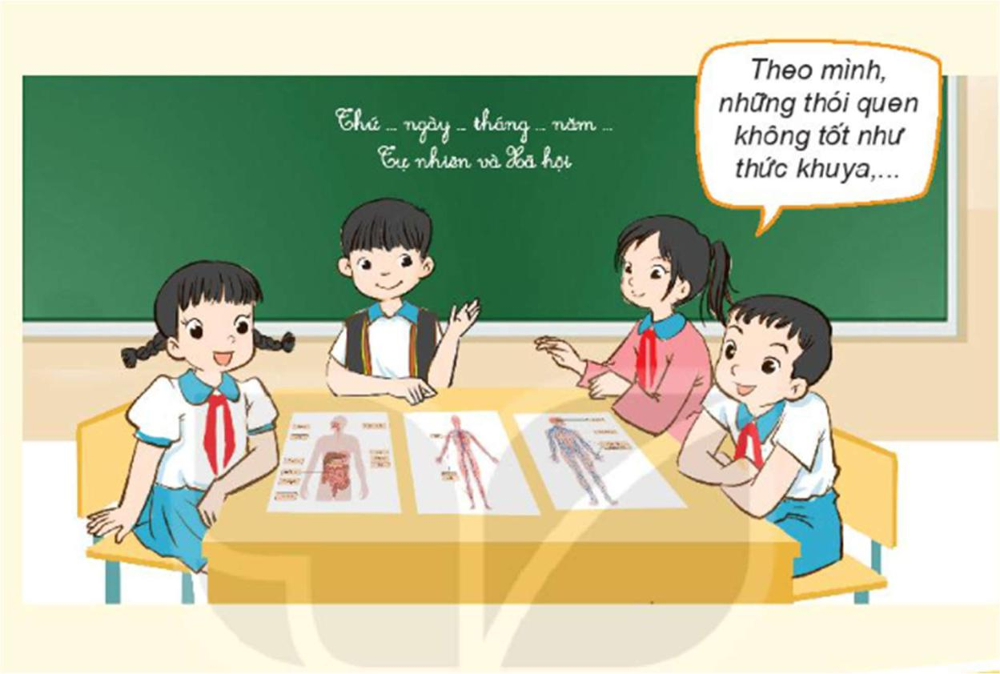 Thứ ... ngày ... tháng ... năm ...
Tự nhiên và Xã hội
Theo mình,
những thói quen
không tốt như
thức khuya,...